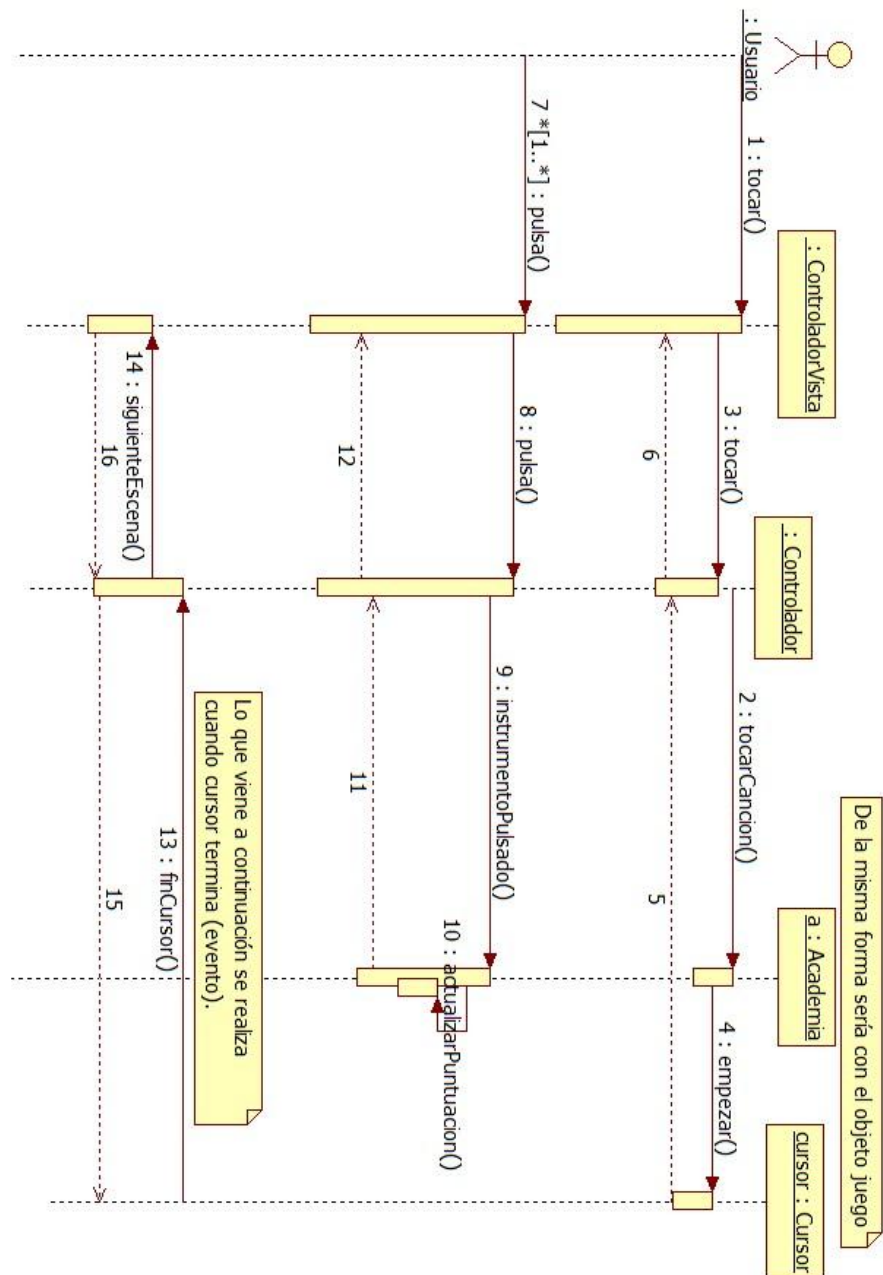 De la misma forma sería con el objeto juego
: Usuario
: ControladorVista
: Controlador
a : Academia
cursor : Cursor
1 : tocar()
2 : tocarCancion()
3 : tocar()
4 : empezar()
5
6
7 *[1..*] : pulsa()
8 : pulsa()
9 : instrumentoPulsado()
10 : actualizarPuntuacion()
11
12
Lo que viene a continuación se realiza
cuando cursor termina (evento).
13 : finCursor()
14 : siguienteEscena()
15
16